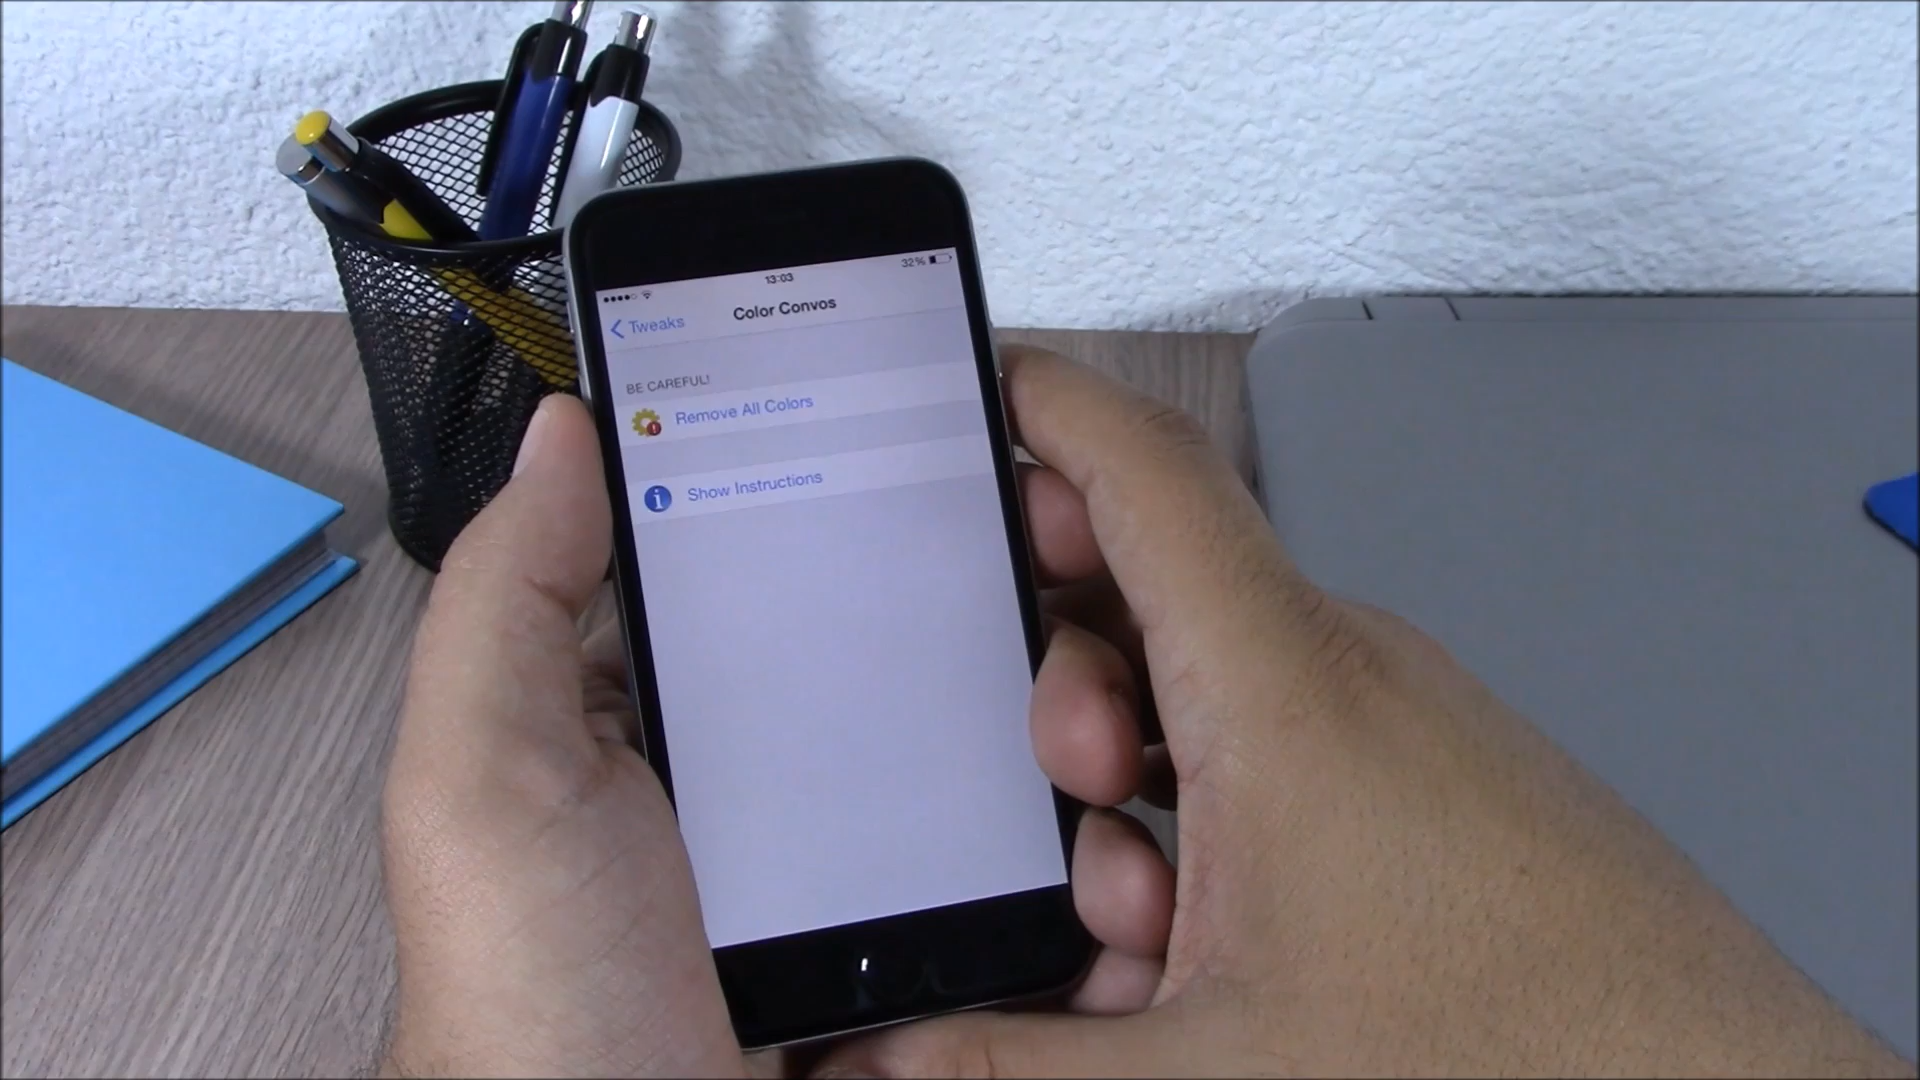 13:03
32%
Tweaks
Color Convos
BE CAREFUL!
Remove All Colors
Show Instructions